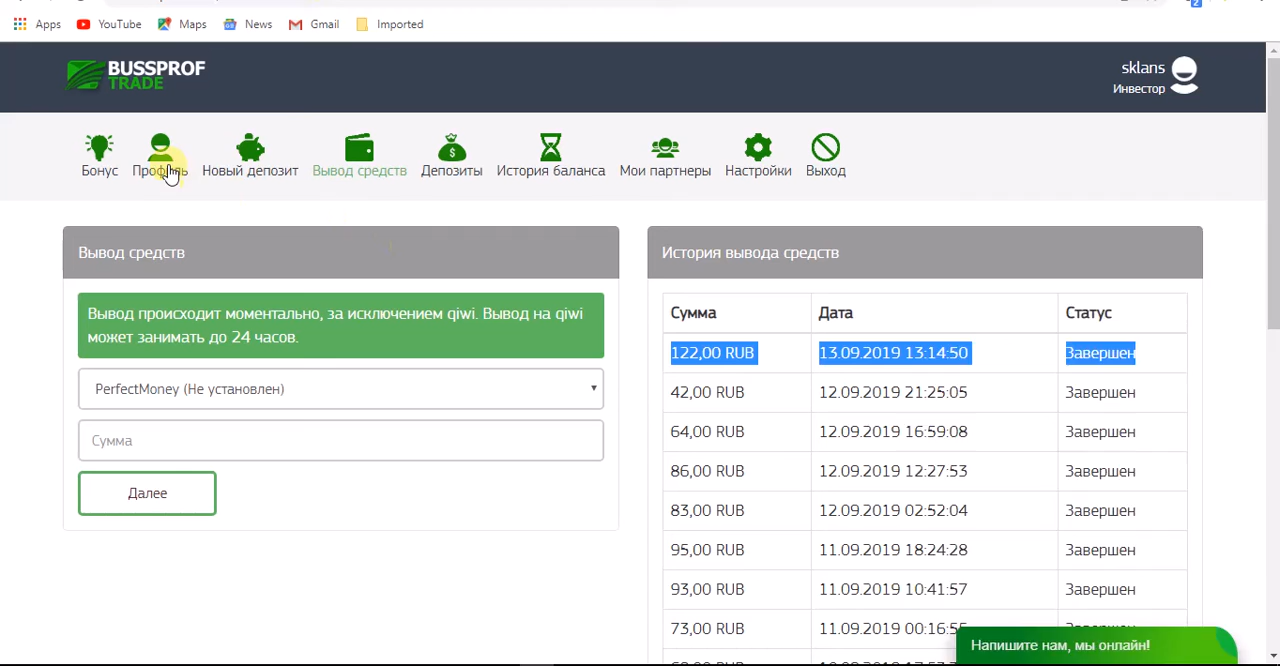 Apps YouTube Maps News Gmail Imported
BUSSPROF
TRADE
sklans
Инвестор
Бонус Профиль Новый депозит Вывод средств Депозиты История баланса Мои партнеры Настройки Выход
Вывод средств
Вывод происходит моментально, за исключением qiwi. Вывод на qiwi
может занимать до 24 часов.
PerfectMoney (Не установлен)
Сумма
Далее
История вывода средств
Сумма Дата Статус
122,00 RUB 13.09.2019 13:14:50 Завершен
42,00 RUB 12.09.2019 21:25:05 Завершен
64,00 RUB 12.09.2019 16:59:08 Завершен
86,00 RUB 12.09.2019 12:27:53 Завершен
83,00 RUB 12.09.2019 02:52:04 Завершен
95,00 RUB 11.09.2019 18:24:28 Завершен
93,00 RUB 11.09.2019 10:41:57 Завершен
73,00 RUB 11.09.2019 00:16:55
Напишите нам, мы онлайн!